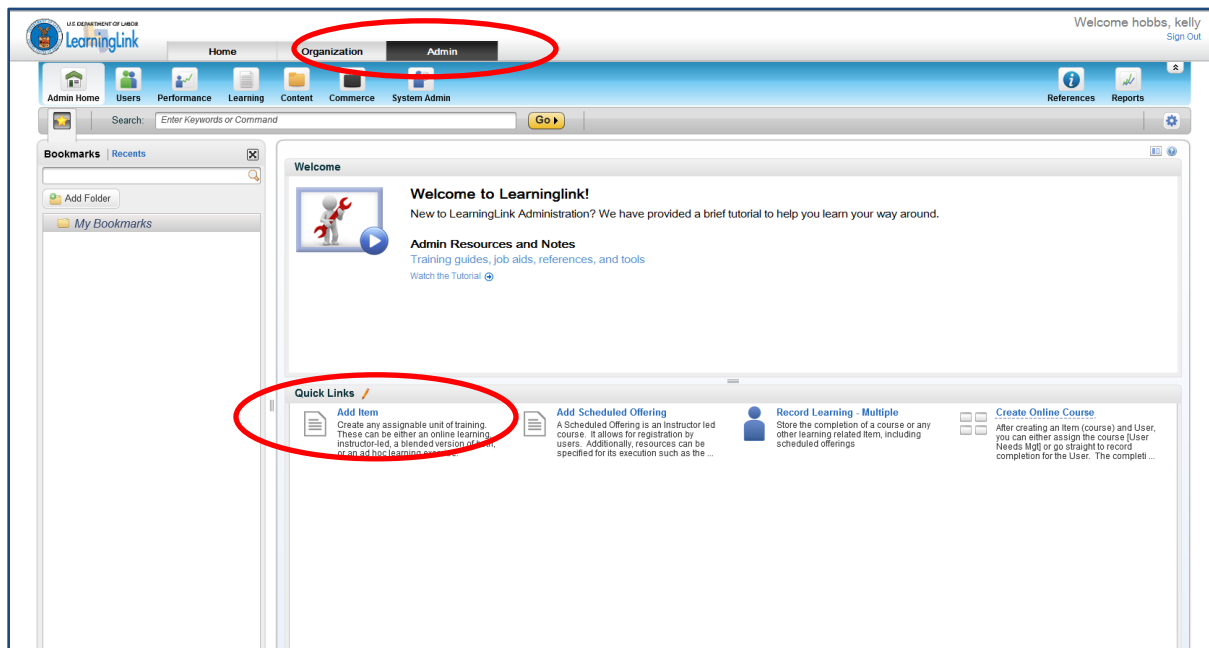 U.S. DEPARTMENT OF LABOR
LearningLink
Welcome hobbs, kelly
Sign Out
Home Organization Admin
Admin Home Users Performance Learning Content Commerce System Admin References Reports
Search: Enter Keywords or Command Go
Bookmarks | Recents
Add Folder
My Bookmarks
Welcome
Welcome to Learninglink!
New to LearningLink Administration? We have provided a brief tutorial to help you learn your way around.
Admin Resources and Notes
Training guides, job aids, references, and tools
Watch the Tutorial
Quick Links
Add Item
Create any assignable unit of training.
These can be either an online learning,
instructor-led, a blended version of both,
or an ad hoc learning exercise.
Add Scheduled Offering
A Scheduled Offering is an Instructor led
course. It allows for registration by
users. Additionally, resources can be
specified for its execution such as the ...
Record Learning - Multiple
Store the completion of a course or any
other learning related Item, including
scheduled offerings
Create Online Course
After creating an Item (course) and User,
you can either assign the course [User
Needs Mgt] or go straight to record
completion for the User. The completi ...